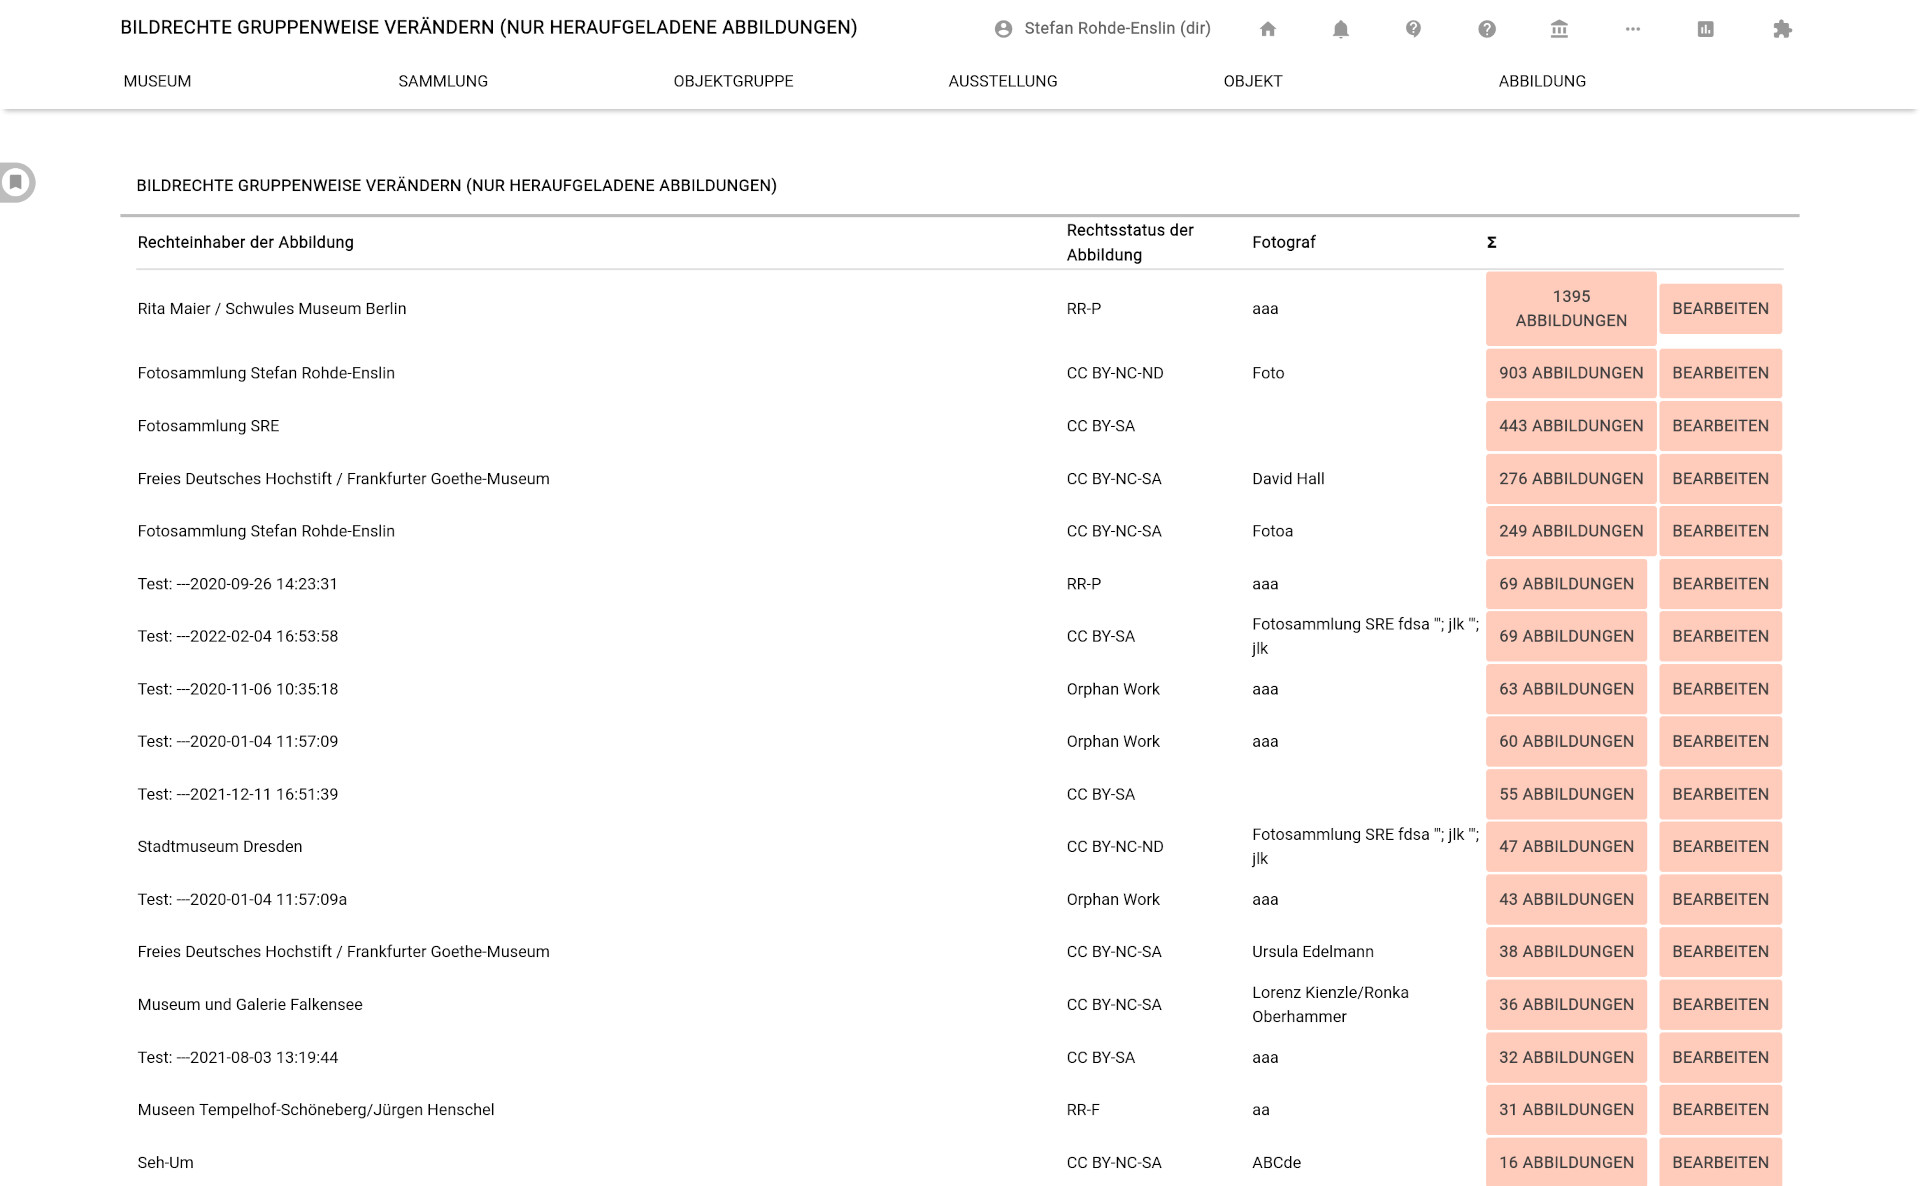 BILDRECHTE GRUPPENWEISE VERÄNDERN (NUR HERAUFGELADENE ABBILDUNGEN)
Stefan Rohde-Enslin (dir)
MUSEUM SAMMLUNG OBJEKTGRUPPE AUSSTELLUNG OBJEKT ABBILDUNG
BILDRECHTE GRUPPENWEISE VERÄNDERN (NUR HERAUFGELADENE ABBILDUNGEN)
Rechteinhaber der Abbildung Rechtsstatus der Abbildung Fotograf Σ
Rita Maier / Schwules Museum Berlin RR-P aaa 1395 ABBILDUNGEN BEARBEITEN
Fotosammlung Stefan Rohde-Enslin CC BY-NC-ND Foto 903 ABBILDUNGEN BEARBEITEN
Fotosammlung SRE CC BY-SA 443 ABBILDUNGEN BEARBEITEN
Freies Deutsches Hochstift / Frankfurter Goethe-Museum CC BY-NC-SA David Hall 276 ABBILDUNGEN BEARBEITEN
Fotosammlung Stefan Rohde-Enslin CC BY-NC-SA Fotoa 249 ABBILDUNGEN BEARBEITEN
Test: ---2020-09-26 14:23:31 RR-P aaa 69 ABBILDUNGEN BEARBEITEN
Test: ---2022-02-04 16:53:58 CC BY-SA Fotosammlung SRE fdsa '"; jlk '"; jlk 69 ABBILDUNGEN BEARBEITEN
Test: ---2020-11-06 10:35:18 Orphan Work aaa 63 ABBILDUNGEN BEARBEITEN
Test: ---2020-01-04 11:57:09 Orphan Work aaa 60 ABBILDUNGEN BEARBEITEN
Test: ---2021-12-11 16:51:39 CC BY-SA 55 ABBILDUNGEN BEARBEITEN
Stadtmuseum Dresden CC BY-NC-ND Fotosammlung SRE fdsa '"; jlk '"; jlk 47 ABBILDUNGEN BEARBEITEN
Test: ---2020-01-04 11:57:09a Orphan Work aaa 43 ABBILDUNGEN BEARBEITEN
Freies Deutsches Hochstift / Frankfurter Goethe-Museum CC BY-NC-SA Ursula Edelmann 38 ABBILDUNGEN BEARBEITEN
Museum und Galerie Falkensee CC BY-NC-SA Lorenz Kienzle/Ronka Oberhammer 36 ABBILDUNGEN BEARBEITEN
Test: ---2021-08-03 13:19:44 CC BY-SA aaa 32 ABBILDUNGEN BEARBEITEN
Museen Tempelhof-Schöneberg/Jürgen Henschel RR-F aa 31 ABBILDUNGEN BEARBEITEN
Seh-Um CC BY-NC-SA ABCde 16 ABBILDUNGEN BEARBEITEN